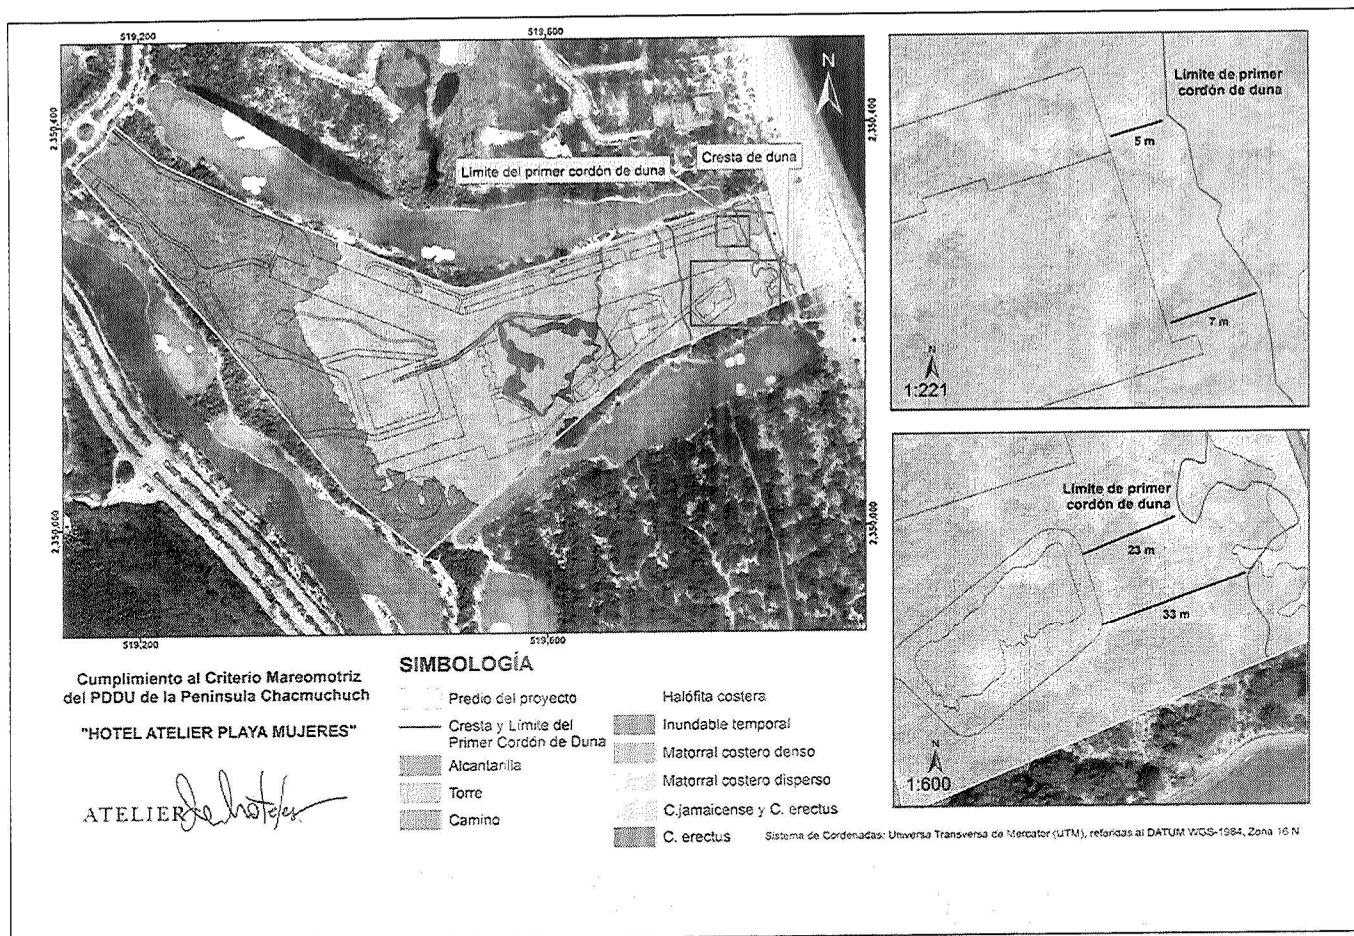 519,200
519,600
2,350,400
2,350,400
N
Cresta de duna
Límite del primer cordón de duna
2,350,000
2,350,000
519,200
519,600
Límite de primer
cordón de duna
5 m
7 m
N
1:221
Límite de primer
cordón de duna
23 m
33 m
N
1:600
Cumplimiento al Criterio Mareomotriz
del PDDU de la Peninsula Chacmuchuch
"HOTEL ATELIER PLAYA MUJERES"
ATELIER de hoteles
SIMBOLOGÍA
Predio del proyecto
Cresta y Límite del
Primer Cordón de Duna
Alcantarilla
Torre
Camino
Halófita costera
Inundable temporal
Matorral costero denso
Matorral costero disperso
C.jamaicense y C. erectus
C. erectus
Sistema de Cordenadas: Universa Transversa de Mercator (UTM), referidas al DATUM WGS-1984, Zona 16 N